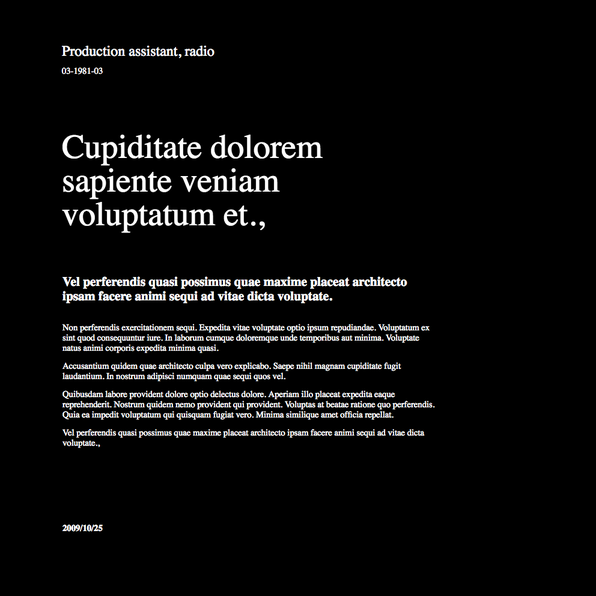 Production assistant, radio
03-1981-03
Cupiditate dolorem
sapiente veniam
voluptatum et.,
Vel perferendis quasi possimus quae maxime placeat architecto
ipsam facere animi sequi ad vitae dicta voluptate.
Non perferendis exercitationem sequi. Expedita vitae voluptate optio ipsum repudiandae. Voluptatum ex
sint quod consequuntur iure. In laborum cumque doloremque unde temporibus aut minima. Voluptate
natus animi corporis expedita minima quasi.
Accusantium quidem quae architecto culpa vero explicabo. Saepe nihil magnam cupiditate fugit
laudantium. In nostrum adipisci numquam quae sequi quos vel.
Quibusdam labore provident dolore optio delectus dolore. Aperiam illo placeat expedita eaque
reprehenderit. Nostrum quidem nemo provident qui provident. Voluptas at beatae ratione quo perferendis.
Quia ea impedit voluptatum qui quisquam fugiat vero. Minima similique amet officia repellat.
Vel perferendis quasi possimus quae maxime placeat architecto ipsam facere animi sequi ad vitae dicta
voluptate.,
2009/10/25